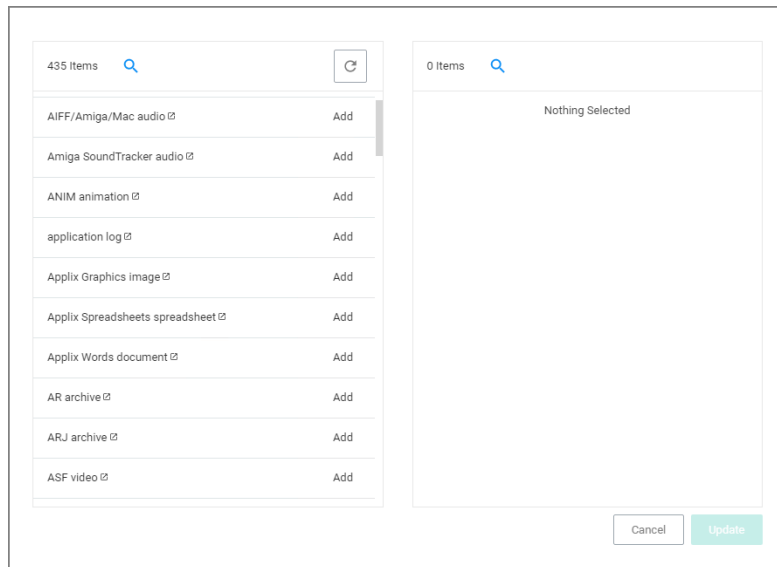 435 Items
AIFF/Amiga/Mac audio Add
Amiga SoundTracker audio Add
ANIM animation Add
application log Add
Applix Graphics image Add
Applix Spreadsheets spreadsheet Add
Applix Words document Add
AR archive Add
ARJ archive Add
ASF video Add
0 Items
Nothing Selected
Cancel Update